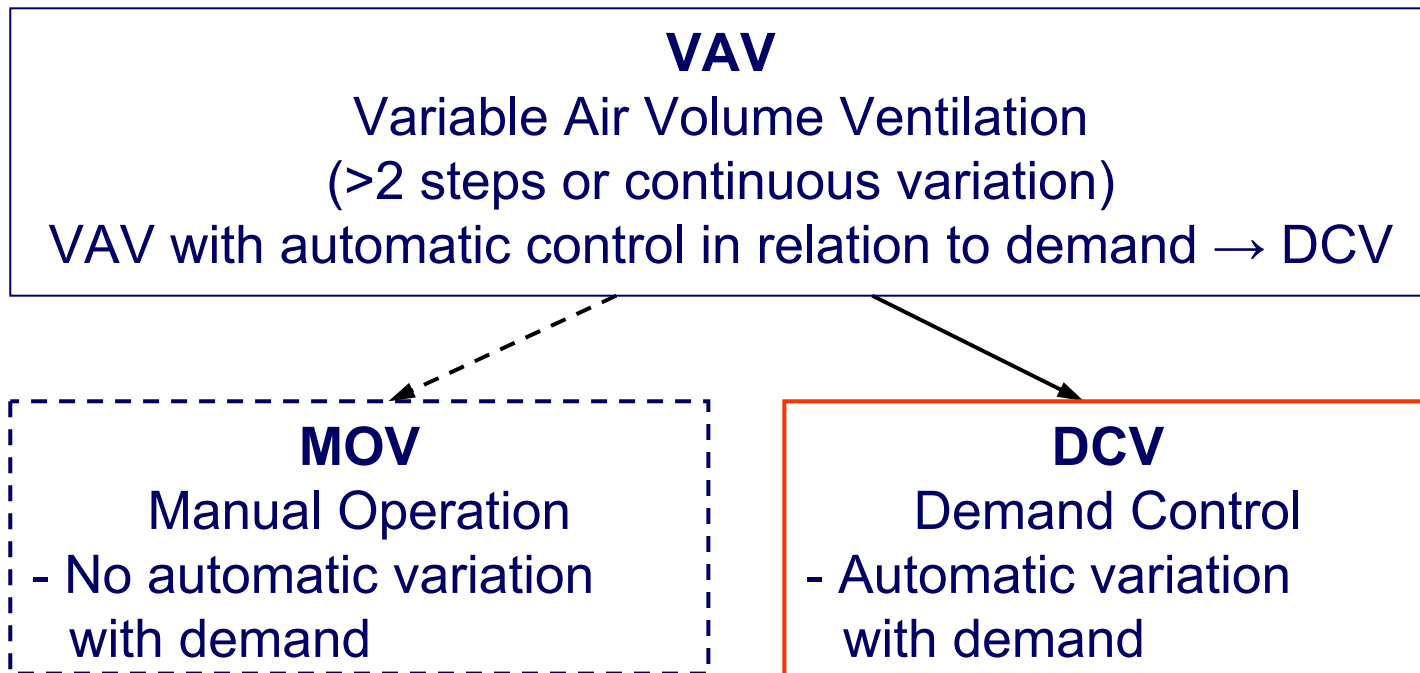 VAV
Variable Air Volume Ventilation
(>2 steps or continuous variation)
VAV with automatic control in relation to demand → DCV
MOV
Manual Operation
- No automatic variation
with demand
DCV
Demand Control
- Automatic variation
with demand